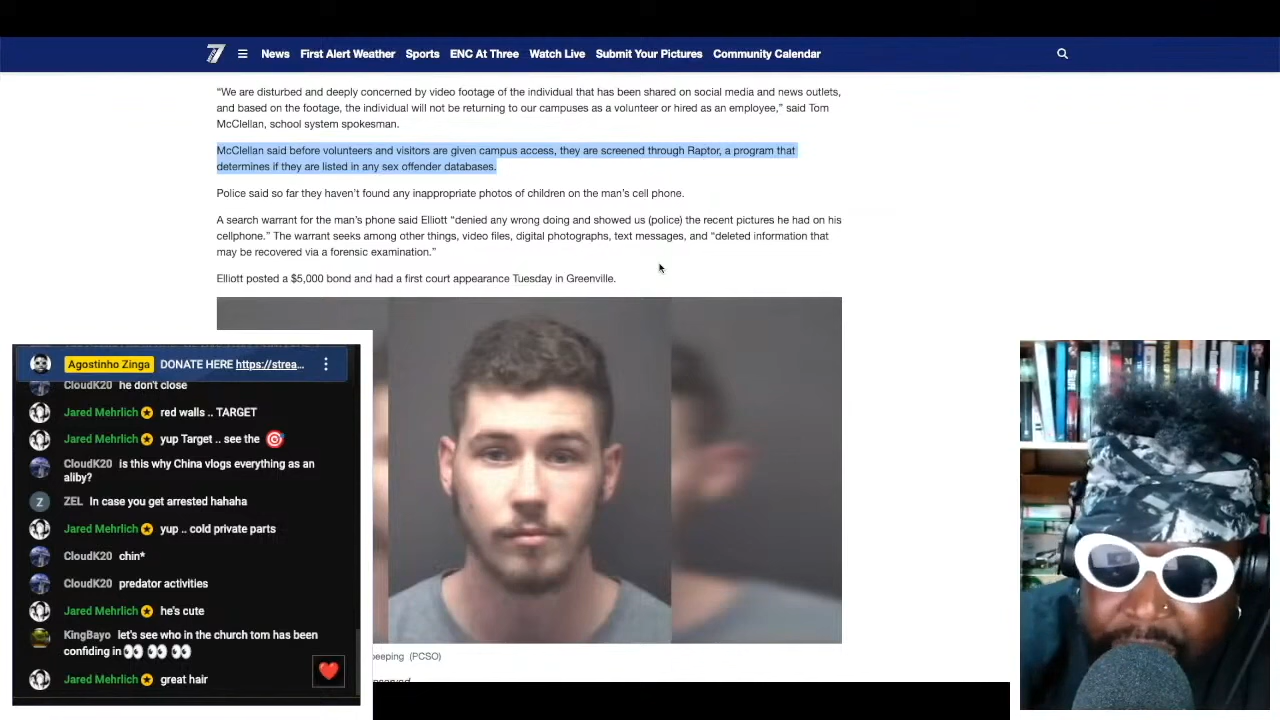 7 News First Alert Weather Sports ENC At Three Watch Live Submit Your Pictures Community Calendar
“We are disturbed and deeply concerned by video footage of the individual that has been shared on social media and news outlets,
and based on the footage, the individual will not be returning to our campuses as a volunteer or hired as an employee,” said Tom
McClellan, school system spokesman.
McClellan said before volunteers and visitors are given campus access, they are screened through Raptor, a program that
determines if they are listed in any sex offender databases.
Police said so far they haven’t found any inappropriate photos of children on the man’s cell phone.
A search warrant for the man’s phone said Elliott “denied any wrong doing and showed us (police) the recent pictures he had on his
cellphone.” The warrant seeks among other things, video files, digital photographs, text messages, and “deleted information that
may be recovered via a forensic examination.”
Elliott posted a $5,000 bond and had a first court appearance Tuesday in Greenville.
Agostinho Zinga DONATE HERE https://strea...
CloudK20 he don't close
Jared Mehrlich red walls .. TARGET
Jared Mehrlich yup Target .. see the 🎯
CloudK20 is this why China vlogs everything as an
aliby?
Z ZEL In case you get arrested hahaha
Jared Mehrlich yup .. cold private parts
CloudK20 chin*
CloudK20 predator activities
Jared Mehrlich he's cute
KingBayo let's see who in the church tom has been
confiding in 👀 👀 👀
Jared Mehrlich great hair
peeping (PCSO)